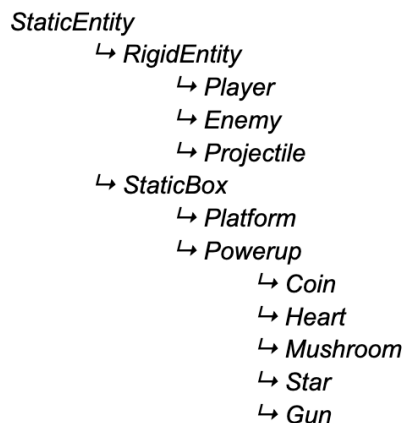 StaticEntity
↳ RigidEntity
↳ Player
↳ Enemy
↳ Projectile
↳ StaticBox
↳ Platform
↳ Powerup
↳ Coin
↳ Heart
↳ Mushroom
↳ Star
↳ Gun